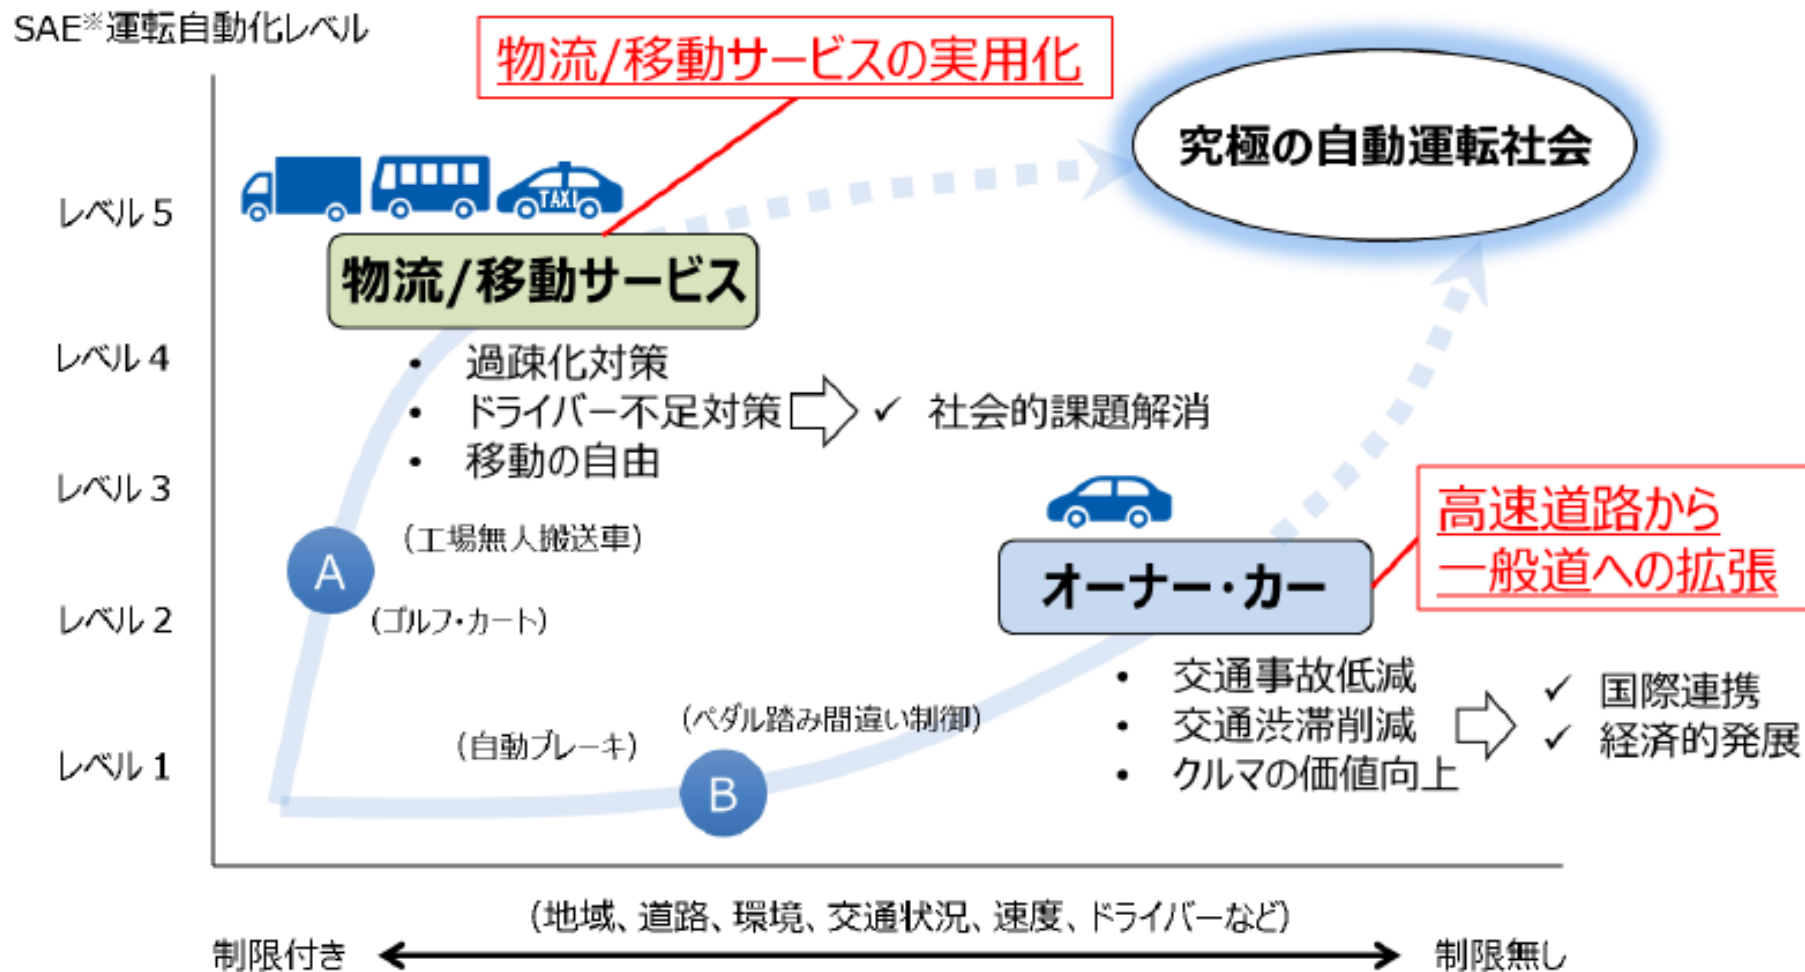 SAE※運転自動化レベル
物流/移動サービスの実用化
究極の自動運転社会
TAXI
レベル 5
物流/移動サービス
レベル 4
• 過疎化対策
• ドライバー不足対策
✓ 社会的課題解消
• 移動の自由
レベル 3
高速道路から
一般道への拡張
A
(工場無人搬送車)
オーナー・カー
レベル 2
(ゴルフ・カート)
• 交通事故低減
• 交通渋滞削減
• クルマの価値向上
✓ 国際連携
✓ 経済的発展
(ペダル踏み間違い制御)
(自動ブレーキ)
レベル 1
B
(地域、道路、環境、交通状況、速度、ドライバーなど)
制限付き
制限無し